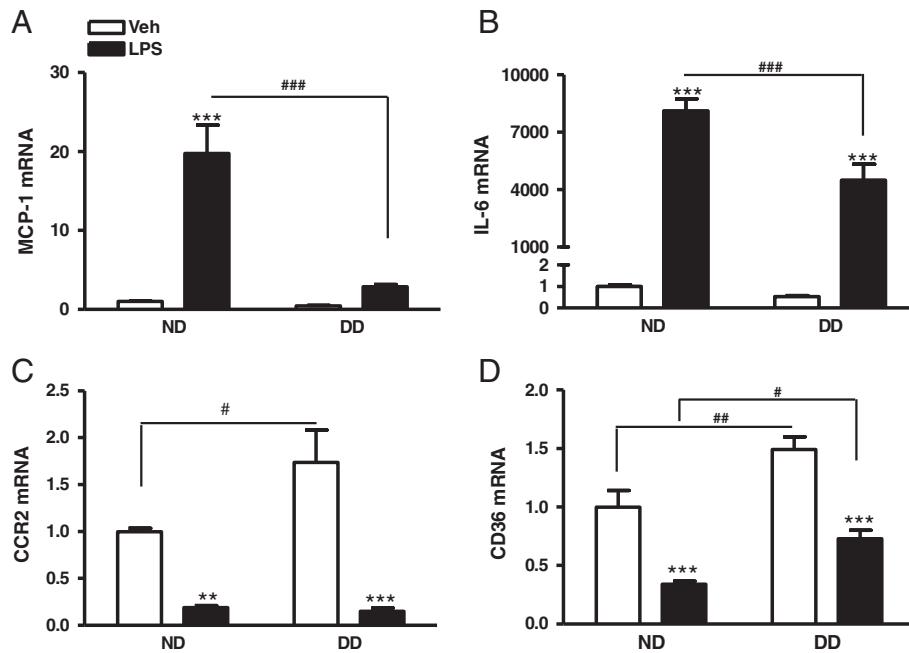 A
Veh
LPS
30
20
10
0
MCP-1 mRNA
***
###
ND
DD
B
10000
7000
4000
1000
2
1
0
IL-6 mRNA
***
###
***
ND
DD
C
2.5
2.0
1.5
1.0
0.5
0.0
CCR2 mRNA
#
**
***
ND
DD
D
2.0
1.5
1.0
0.5
0.0
CD36 mRNA
#
##
***
***
ND
DD